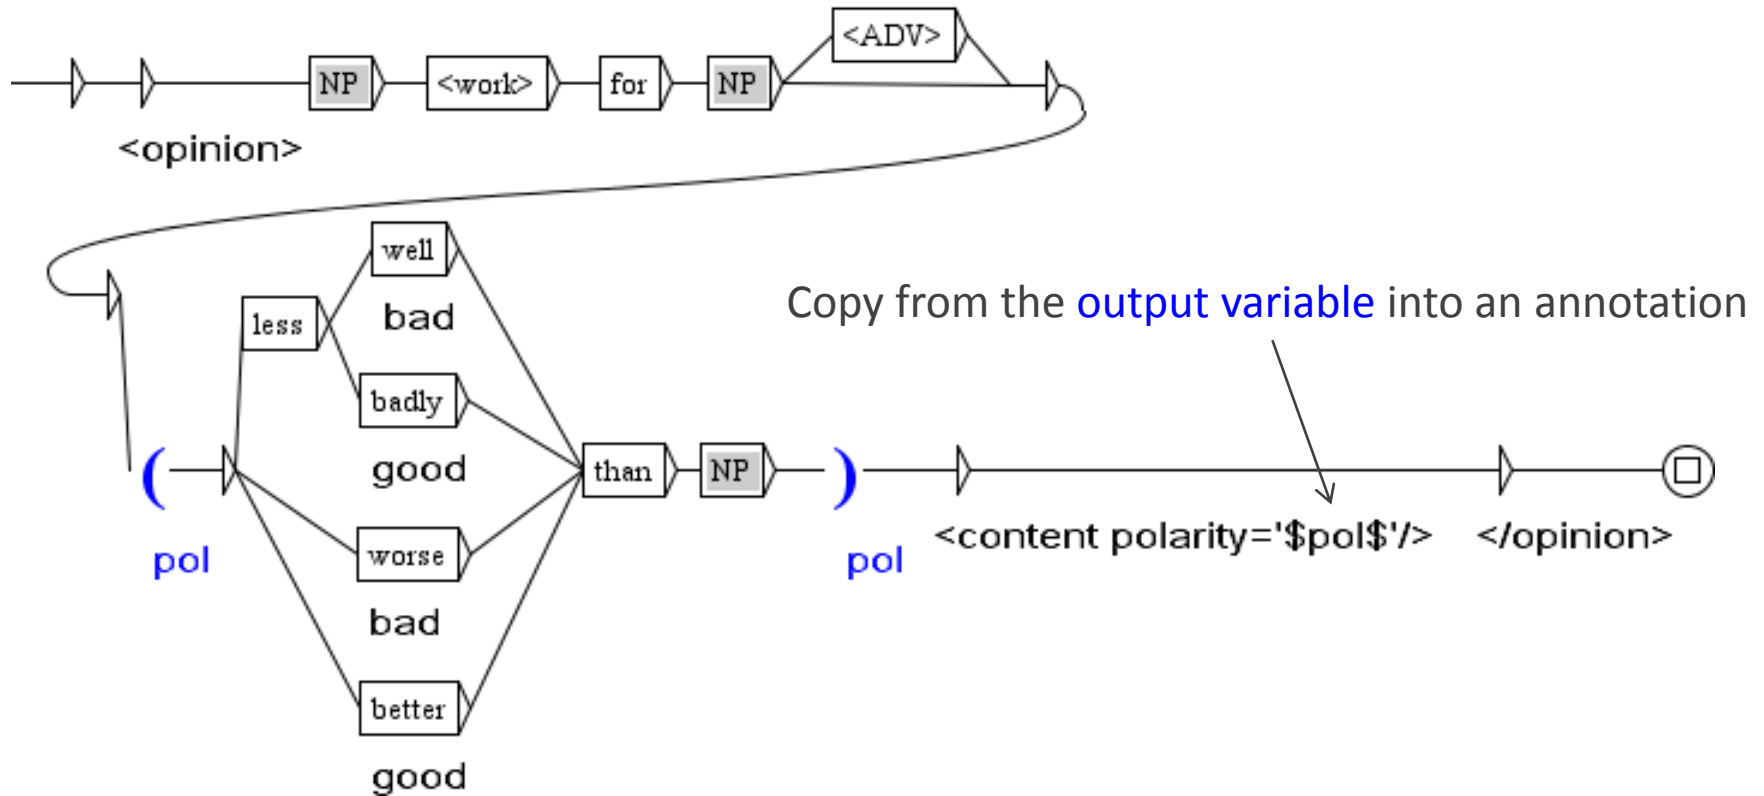 <ADV>
NP <work> for NP
<opinion>
well
bad
less
Copy from the output variable into an annotation
badly
good
( than NP )
pol
<content polarity='$pol$'/> </opinion>
worse
pol
bad
better
good